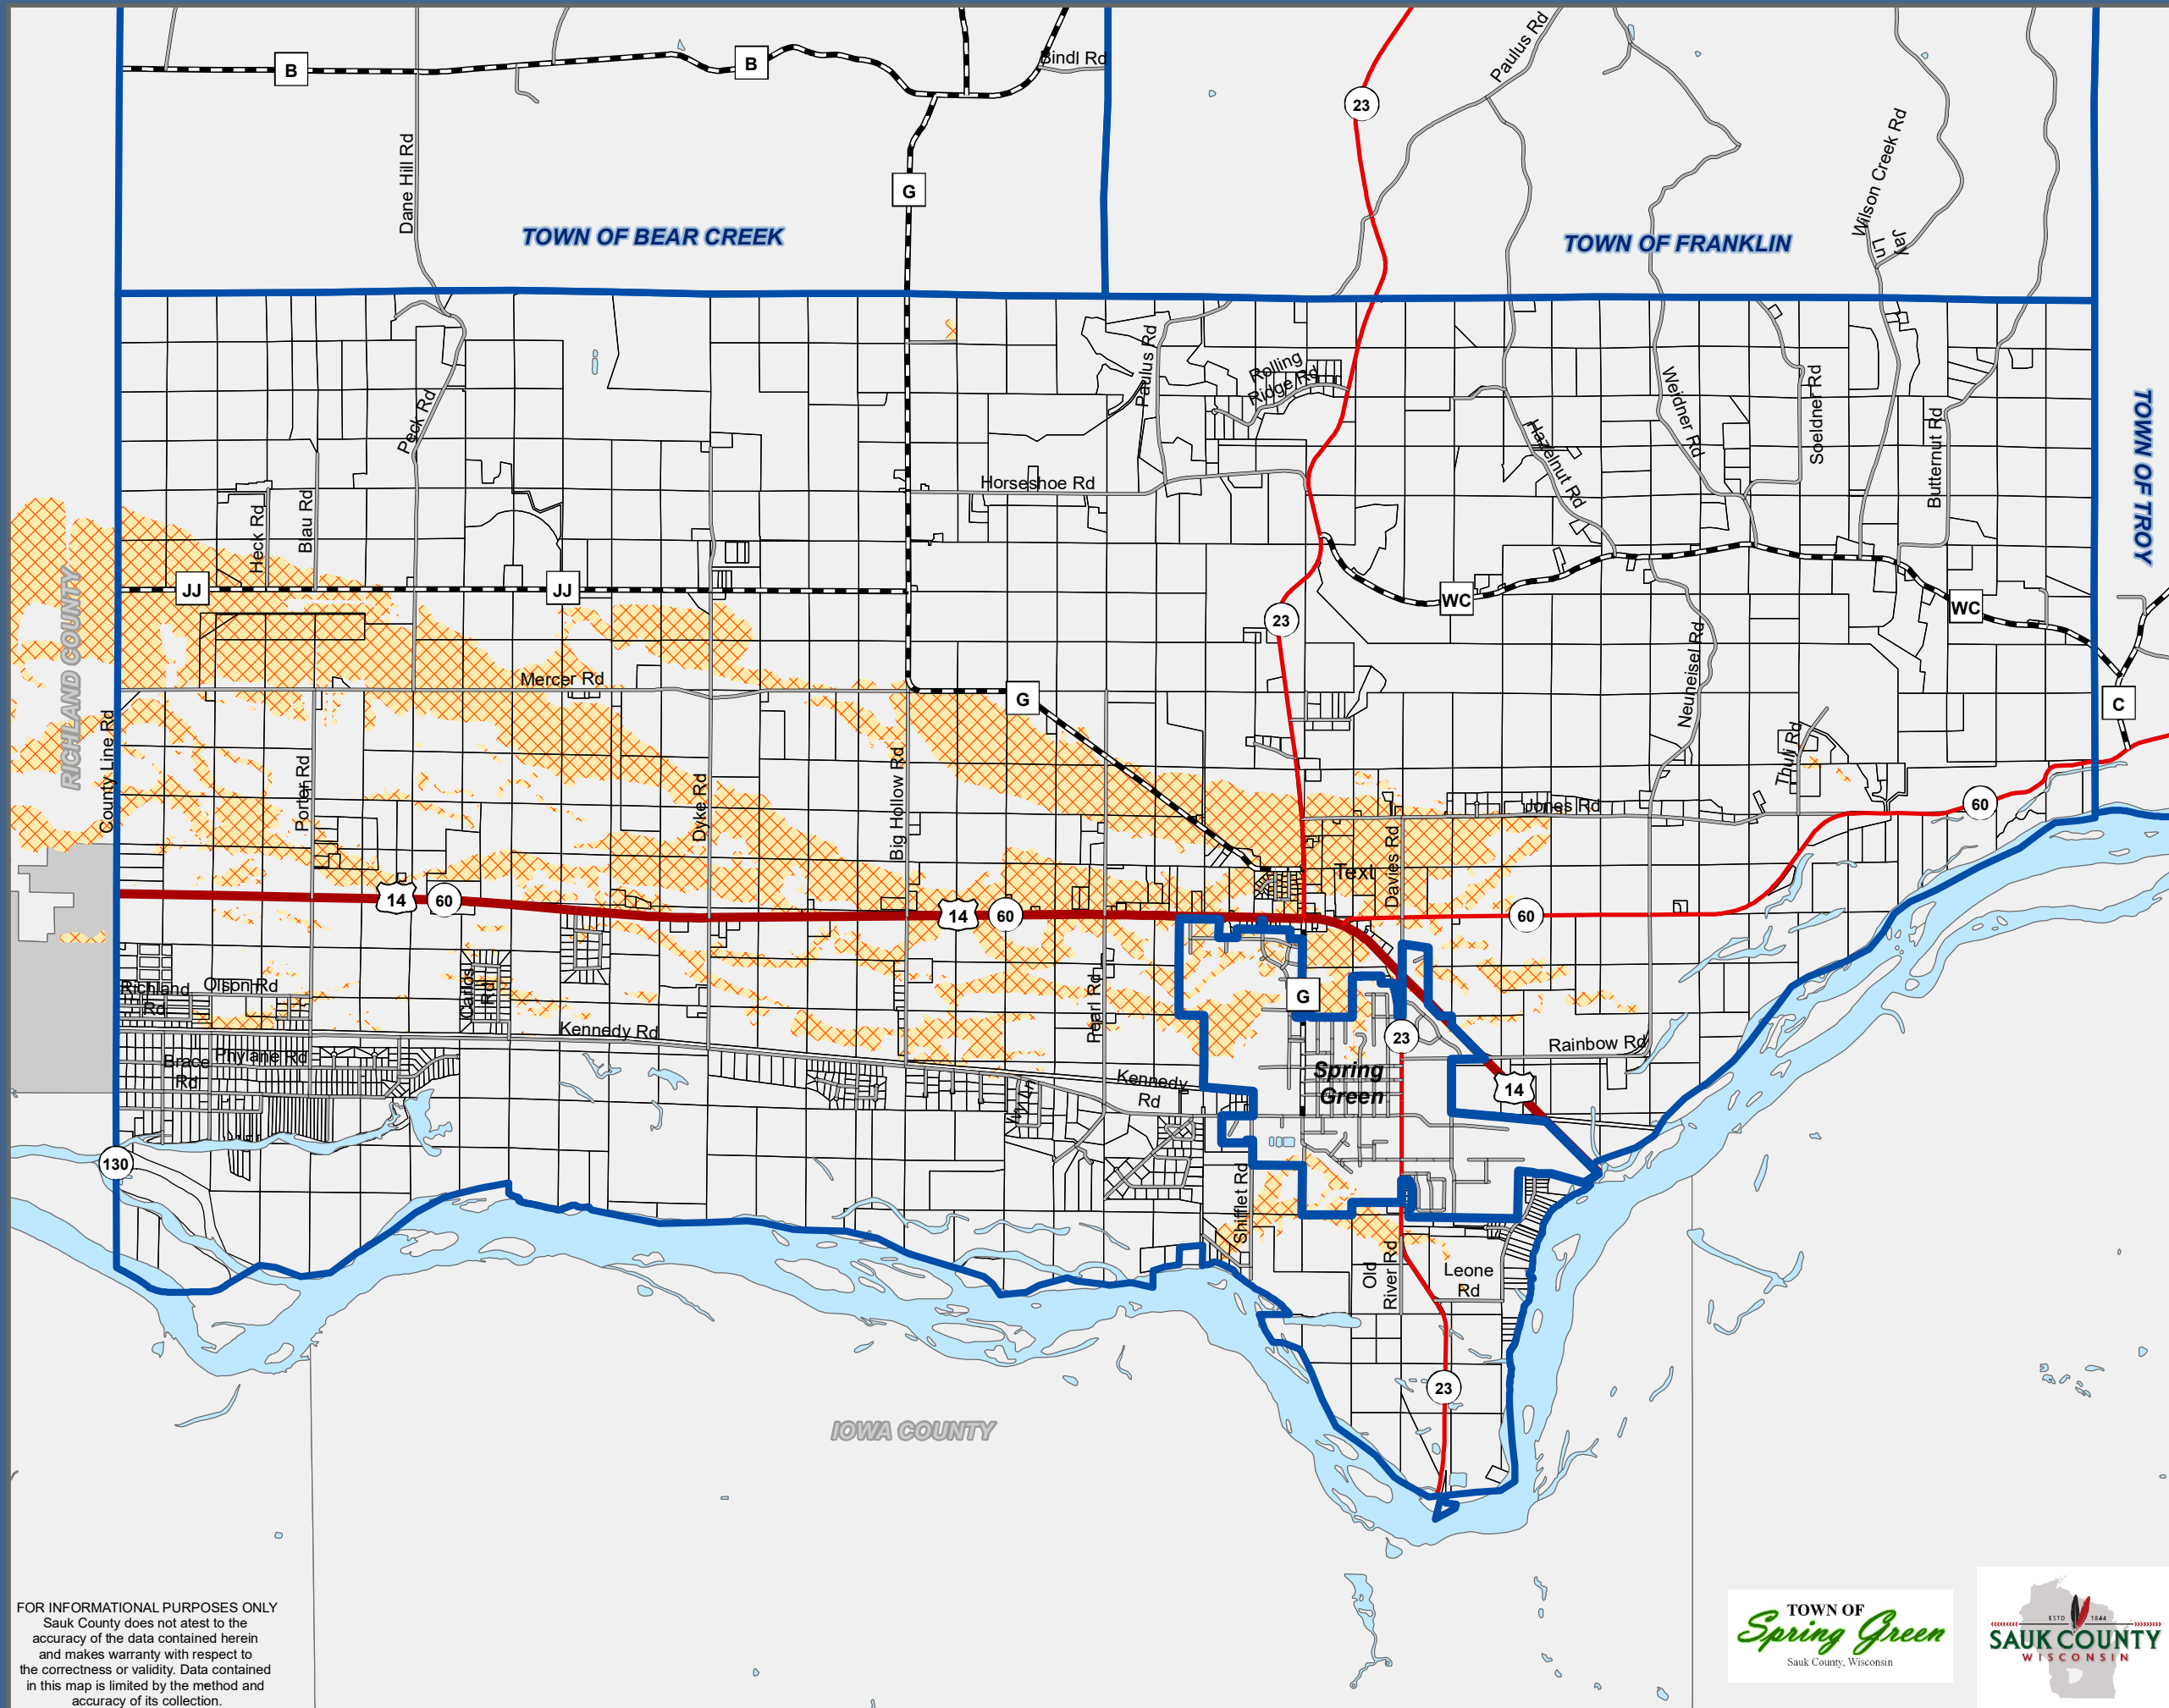 B
B
Bindl Rd
23
Paulus Rd
Dane Hill Rd
G
Wilson Creek Rd
Jay
Ln
TOWN OF BEAR CREEK
TOWN OF FRANKLIN
Paulus Rd
Rolling
Ridge Rd
Peck Rd
Weidner Rd
Soeldner Rd
Butternut Rd
Hazelnut Rd
TOWN OF TROY
Horseshoe Rd
Heck Rd
Blau Rd
JJ
JJ
WC
WC
23
RICHLAND COUNTY
Mercer Rd
G
Neuheisel Rd
C
County Line Rd
Porter Rd
Dyke Rd
Big Hollow Rd
Thuli Rd
Jones Rd
60
Davies Rd
Text
14
60
14
60
60
Richland
Rd
Olson Rd
Rd
Pearl Rd
G
Kennedy Rd
23
Rainbow Rd
Brace
Rd
Phylane Rd
Spring
Green
14
Kennedy
Rd
Ivy Ln
130
Shifflet Rd
Old
River Rd
Leone
Rd
23
IOWA COUNTY
FOR INFORMATIONAL PURPOSES ONLY
Sauk County does not atest to the
accuracy of the data contained herein
and makes warranty with respect to
the correctness or validity. Data contained
in this map is limited by the method and
accuracy of its collection.
TOWN OF
Spring Green
Sauk County, Wisconsin
ESTD 1844
SAUK COUNTY
WISCONSIN